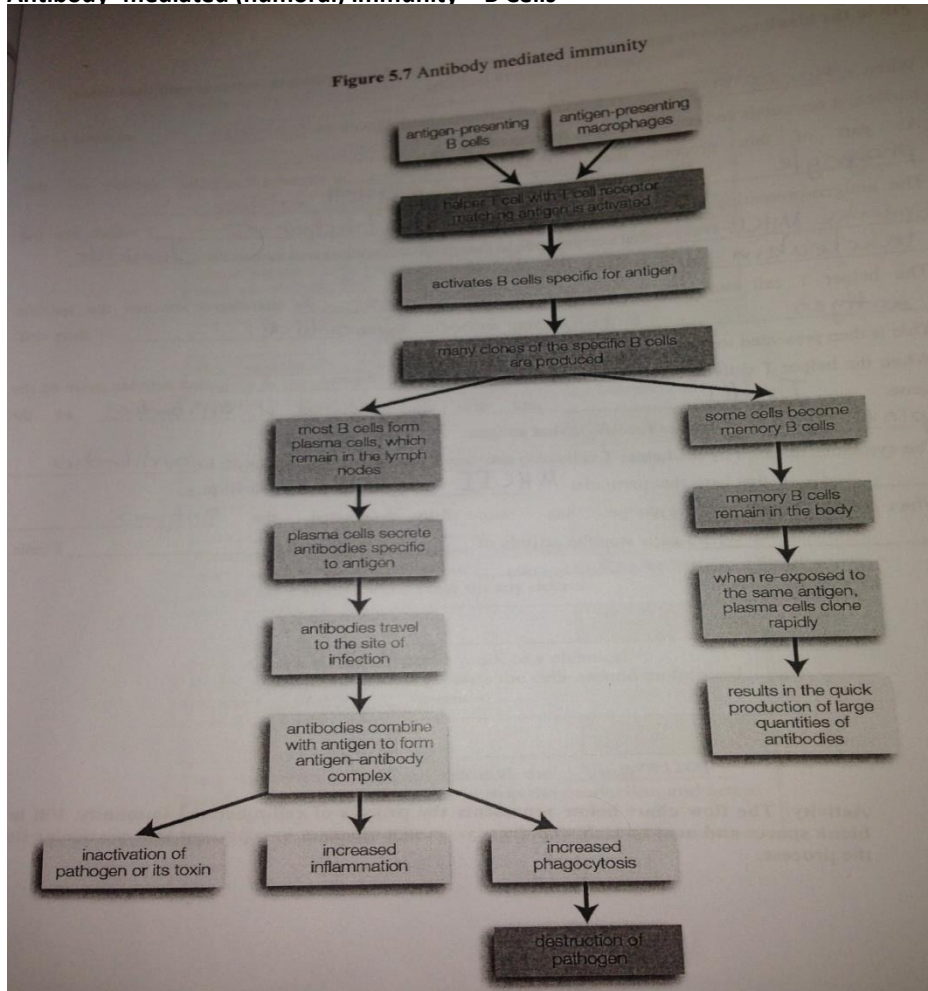 Antibody-mediated (humoral) immunity – B Cells
Figure 5.7 Antibody mediated immunity
antigen-presenting
B cells
antigen-presenting
macrophages
helper T cell with T cell receptor
matching antigen is activated
activates B cells specific for antigen
many clones of the specific B cells
are produced
most B cells form
plasma cells, which
remain in the lymph
nodes
plasma cells secrete
antibodies specific
to antigen
antibodies travel
to the site of
infection
antibodies combine
with antigen to form
antigen–antibody
complex
inactivation of
pathogen or its toxin
increased
inflammation
increased
phagocytosis
destruction of
pathogen
some cells become
memory B cells
memory B cells
remain in the body
when re-exposed to
the same antigen,
plasma cells clone
rapidly
results in the quick
production of large
quantities of
antibodies